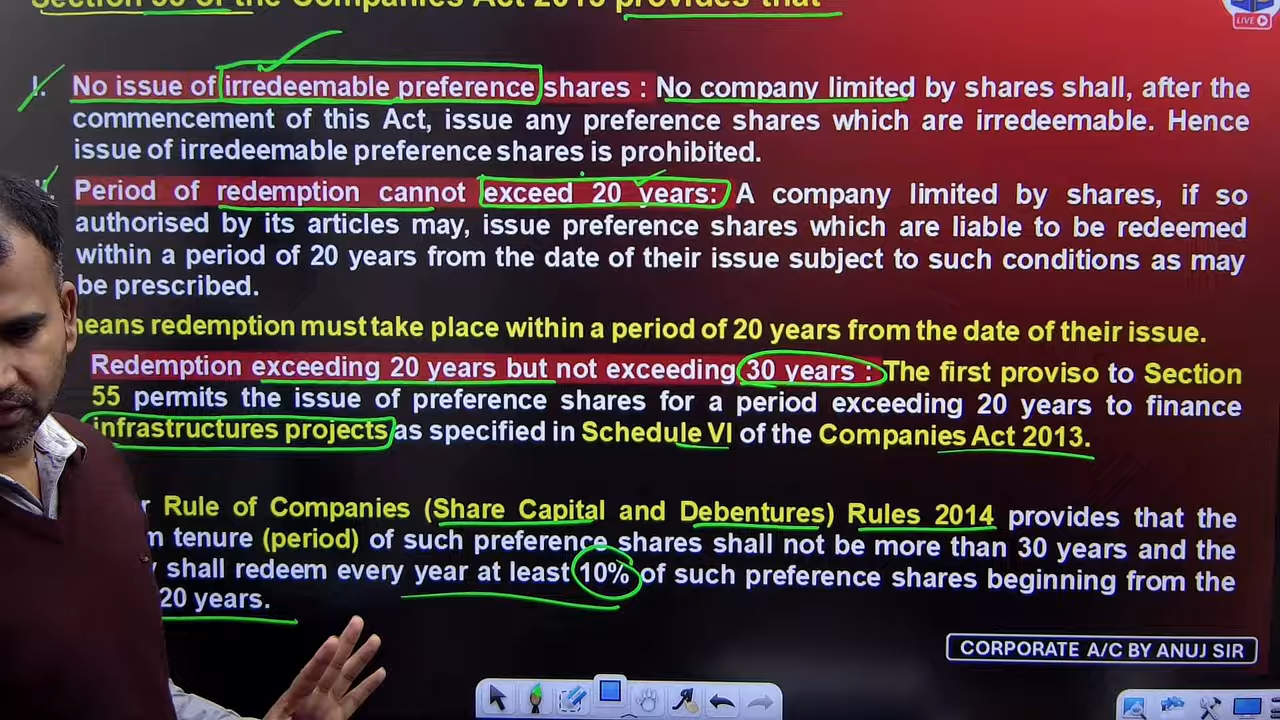 Section 55 of the Companies Act 2013 provides that
I. No issue of irredeemable preference shares : No company limited by shares shall, after the
commencement of this Act, issue any preference shares which are irredeemable. Hence
issue of irredeemable preference shares is prohibited.
Period of redemption cannot exceed 20 years: A company limited by shares, if so
authorised by its articles may, issue preference shares which are liable to be redeemed
within a period of 20 years from the date of their issue subject to such conditions as may
be prescribed.
means redemption must take place within a period of 20 years from the date of their issue.
Redemption exceeding 20 years but not exceeding 30 years : The first proviso to Section
55 permits the issue of preference shares for a period exceeding 20 years to finance
infrastructures projects as specified in Schedule VI of the Companies Act 2013.
Rule of Companies (Share Capital and Debentures) Rules 2014 provides that the
tenure (period) of such preference shares shall not be more than 30 years and the
shall redeem every year at least 10% of such preference shares beginning from the
20 years.
CORPORATE A/C BY ANUJ SIR
LIVE